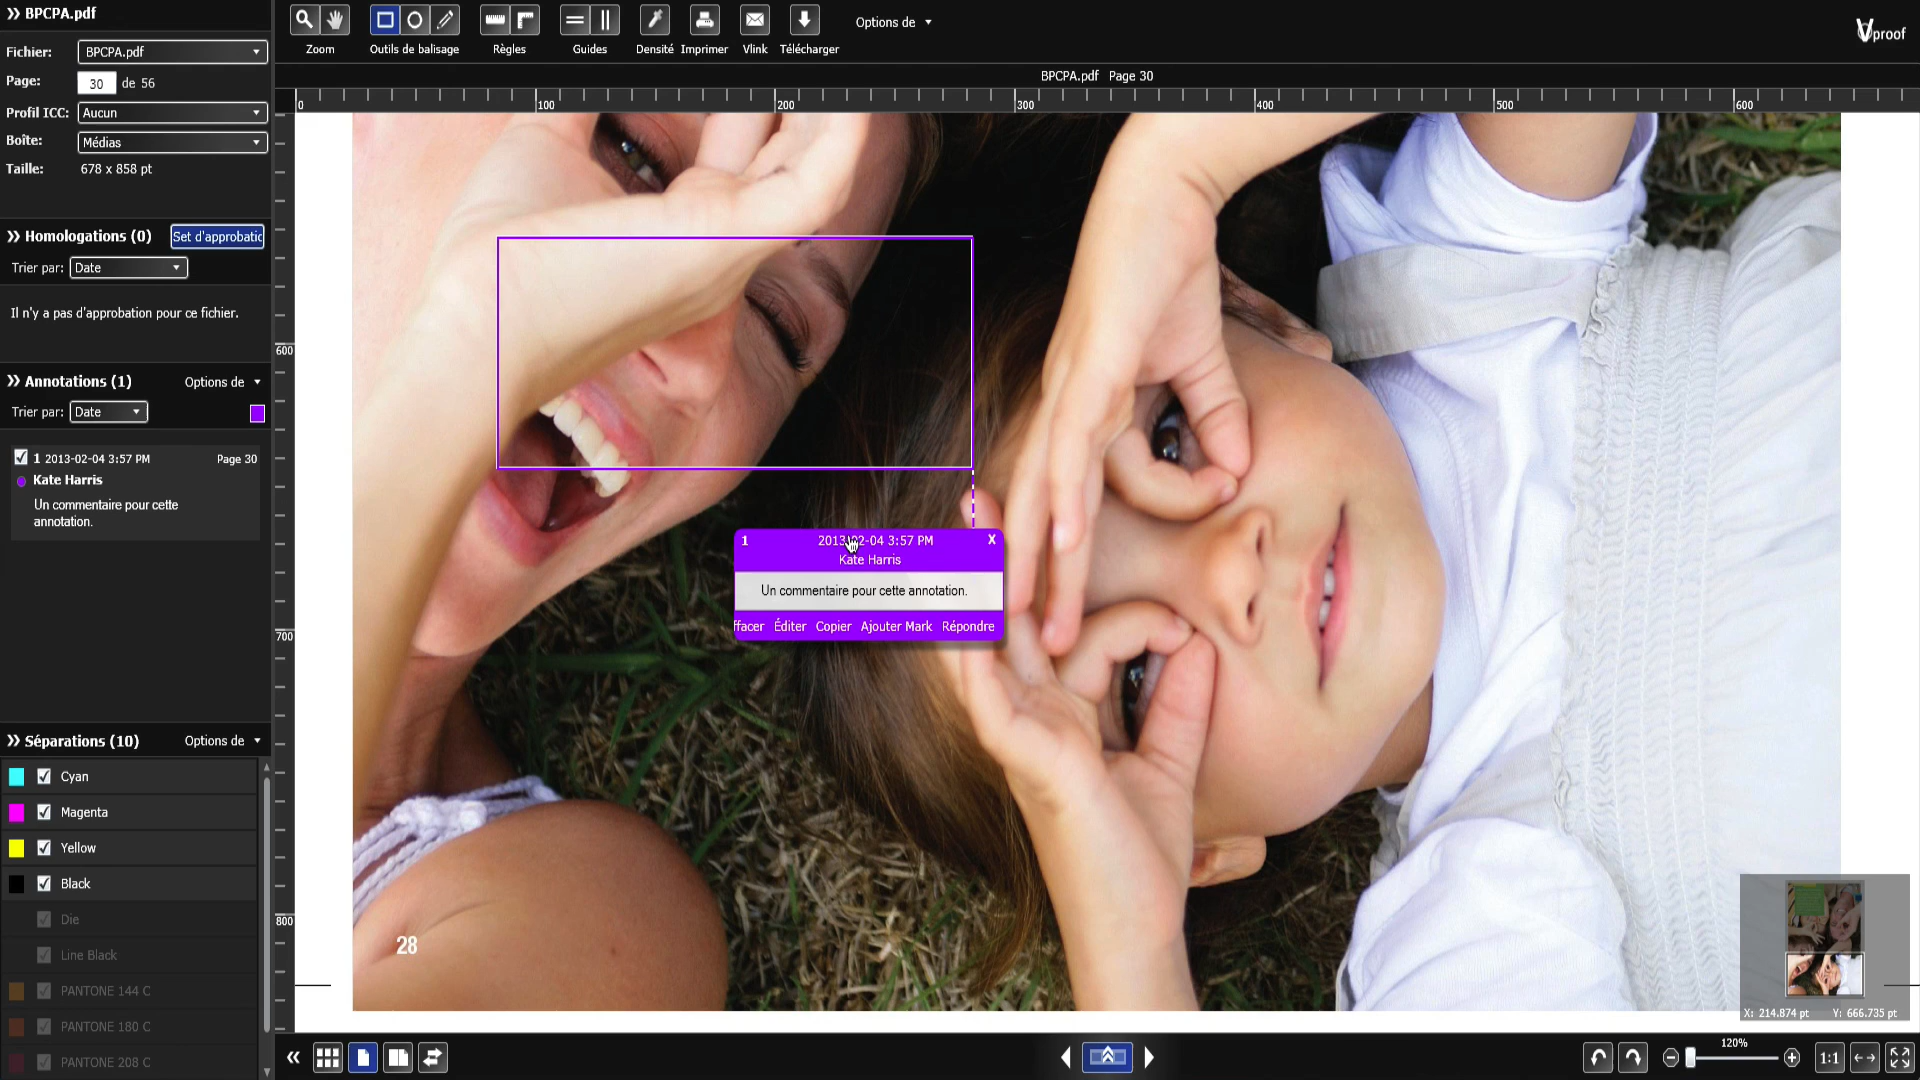 BPCPA.pdf
Fichier: BPCPA.pdf
Page: 30 de 56
Profil ICC: Aucun
Boîte: Médias
Taille: 678 x 858 pt
Homologations (0) Set d'approbatic
Trier par: Date
Il n'y a pas d'approbation pour ce fichier.
Annotations (1) Options de
Trier par: Date
1 2013-02-04 3:57 PM Page 30
Kate Harris
Un commentaire pour cette
annotation.
Séparations (10) Options de
Cyan
Magenta
Yellow
Black
Die
Line Black
PANTONE 144 C
PANTONE 180 C
PANTONE 208 C
Zoom Outils de balisage Règles Guides Densité Imprimer Vlink Télécharger Options de
Vproof
BPCPA.pdf Page 30
0 100 200 300 400 500 600
600
700
800
1 2013-02-04 3:57 PM X
Kate Harris
Un commentaire pour cette annotation.
ffacer Éditer Copier Ajouter Mark Répondre
28
X: 214.874 pt Y: 666.735 pt
120%
1:1